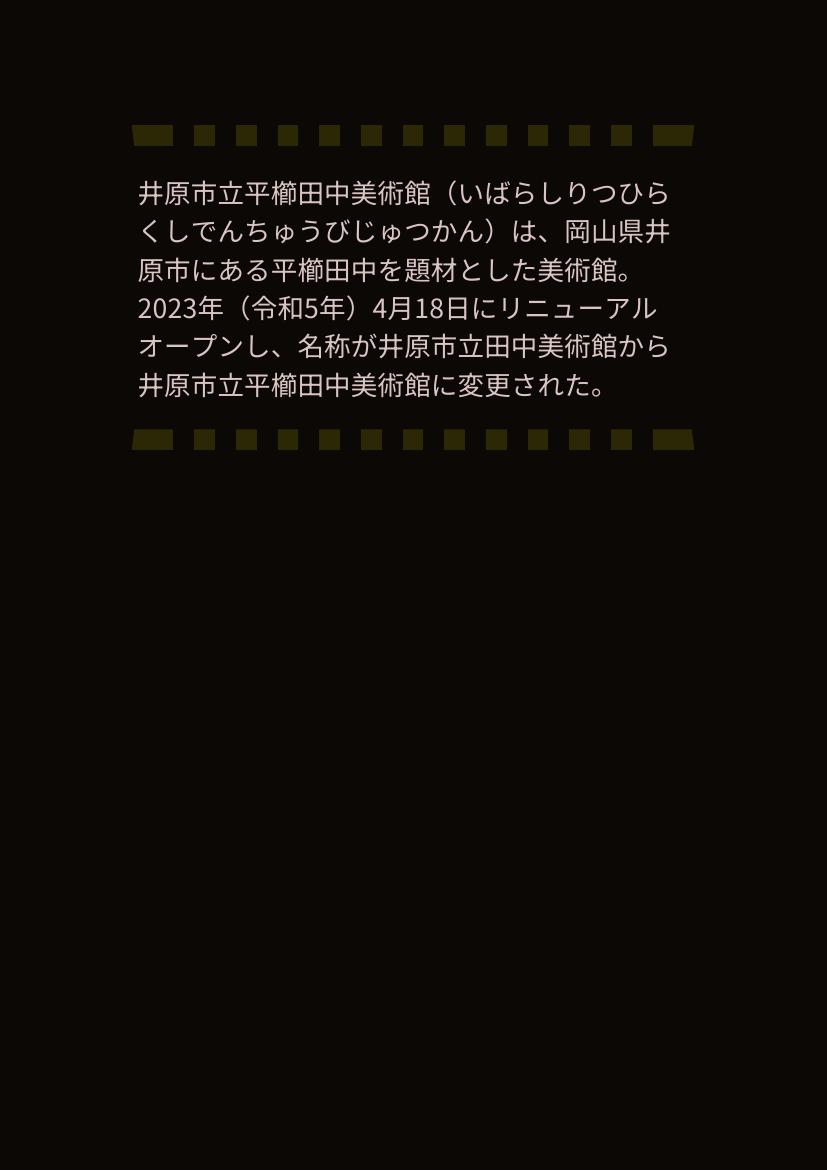 井原市立平櫛田中美術館（いばらしりつひら
くしでんちゅうびじゅつかん）は、岡山県井
原市にある平櫛田中を題材とした美術館。
2023年（令和5年）4月18日にリニューアル
オープンし、名称が井原市立田中美術館から
井原市立平櫛田中美術館に変更された。